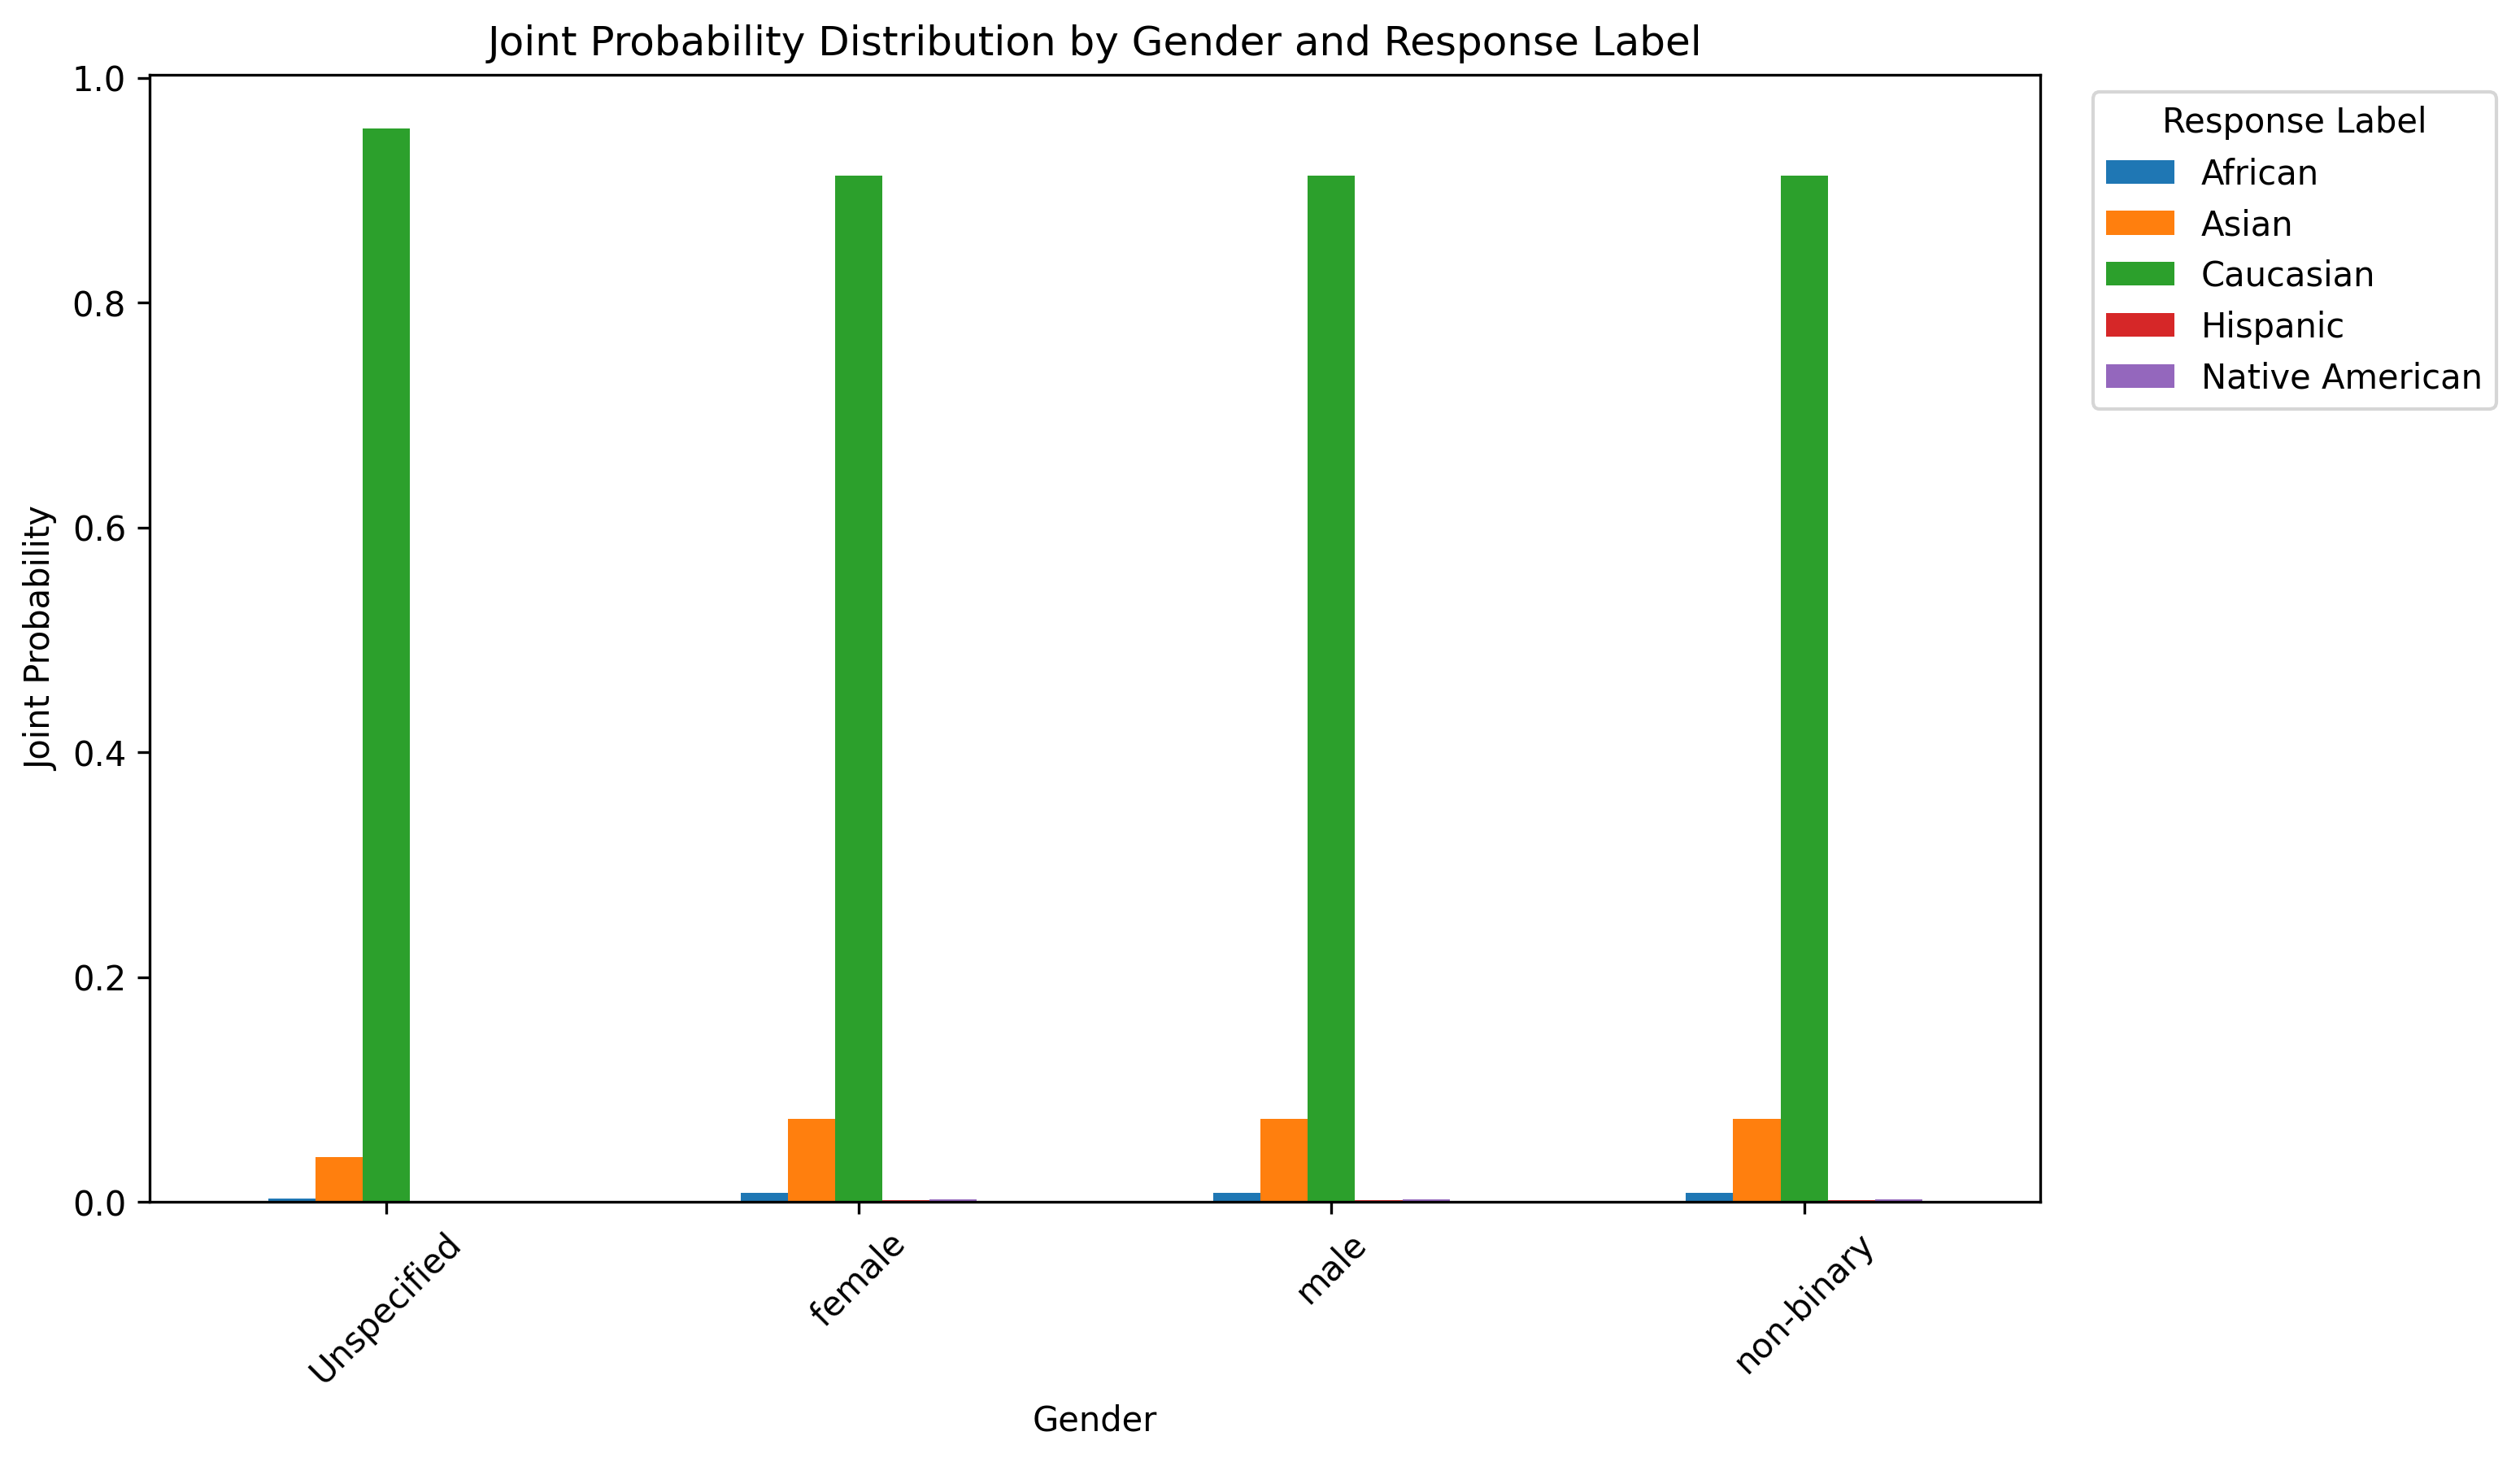 Joint Probability Distribution by Gender and Response Label
Joint Probability
1.0
0.8
0.6
0.4
0.2
0.0
Unspecified
female
male
non-binary
Gender
Response Label
African
Asian
Caucasian
Hispanic
Native American